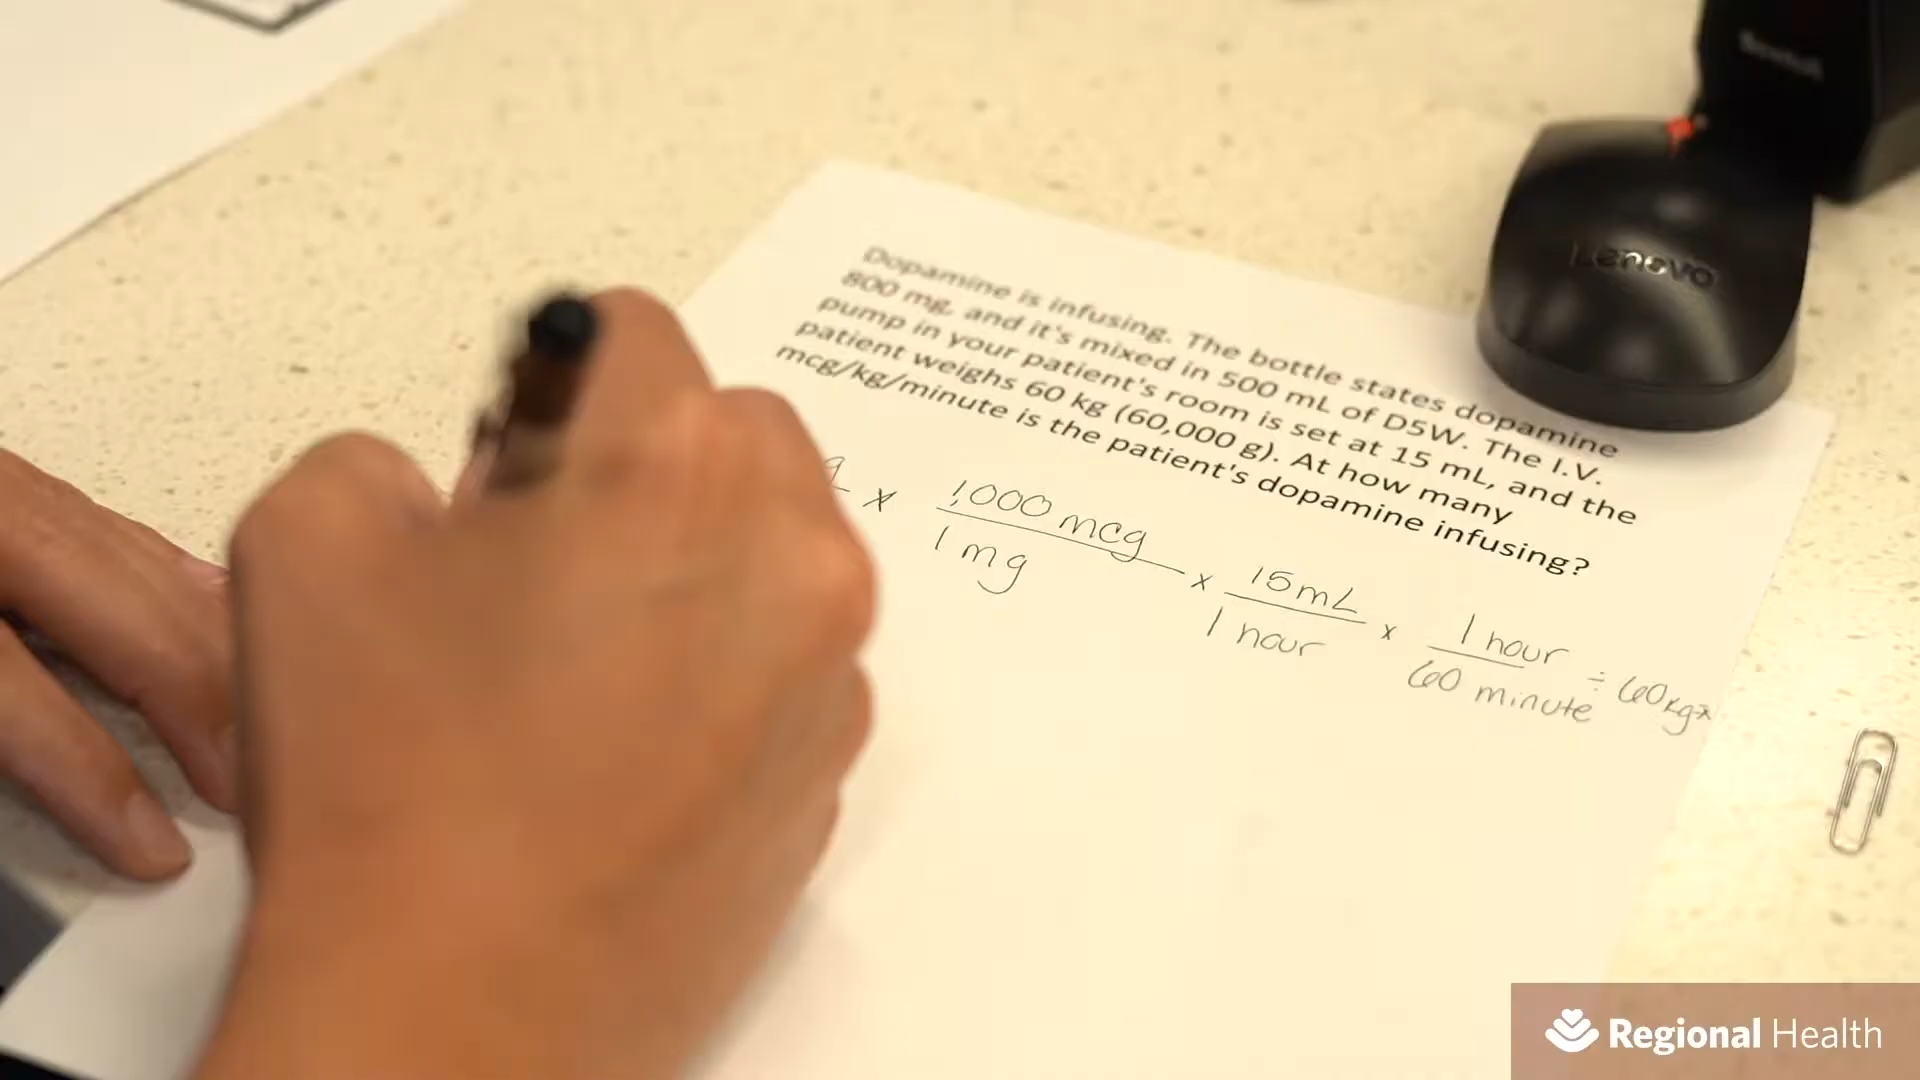 Dopamine is infusing. The bottle states dopamine
800 mg, and it's mixed in 500 mL of D5W. The I.V.
pump in your patient's room is set at 15 mL, and the
patient weighs 60 kg (60,000 g). At how many
mcg/kg/minute is the patient's dopamine infusing?
x 1,000 mcg x 15 mL x 1 hour ÷ 60 kg
1 mg 1 hour 60 minute
Lenovo
Regional Health